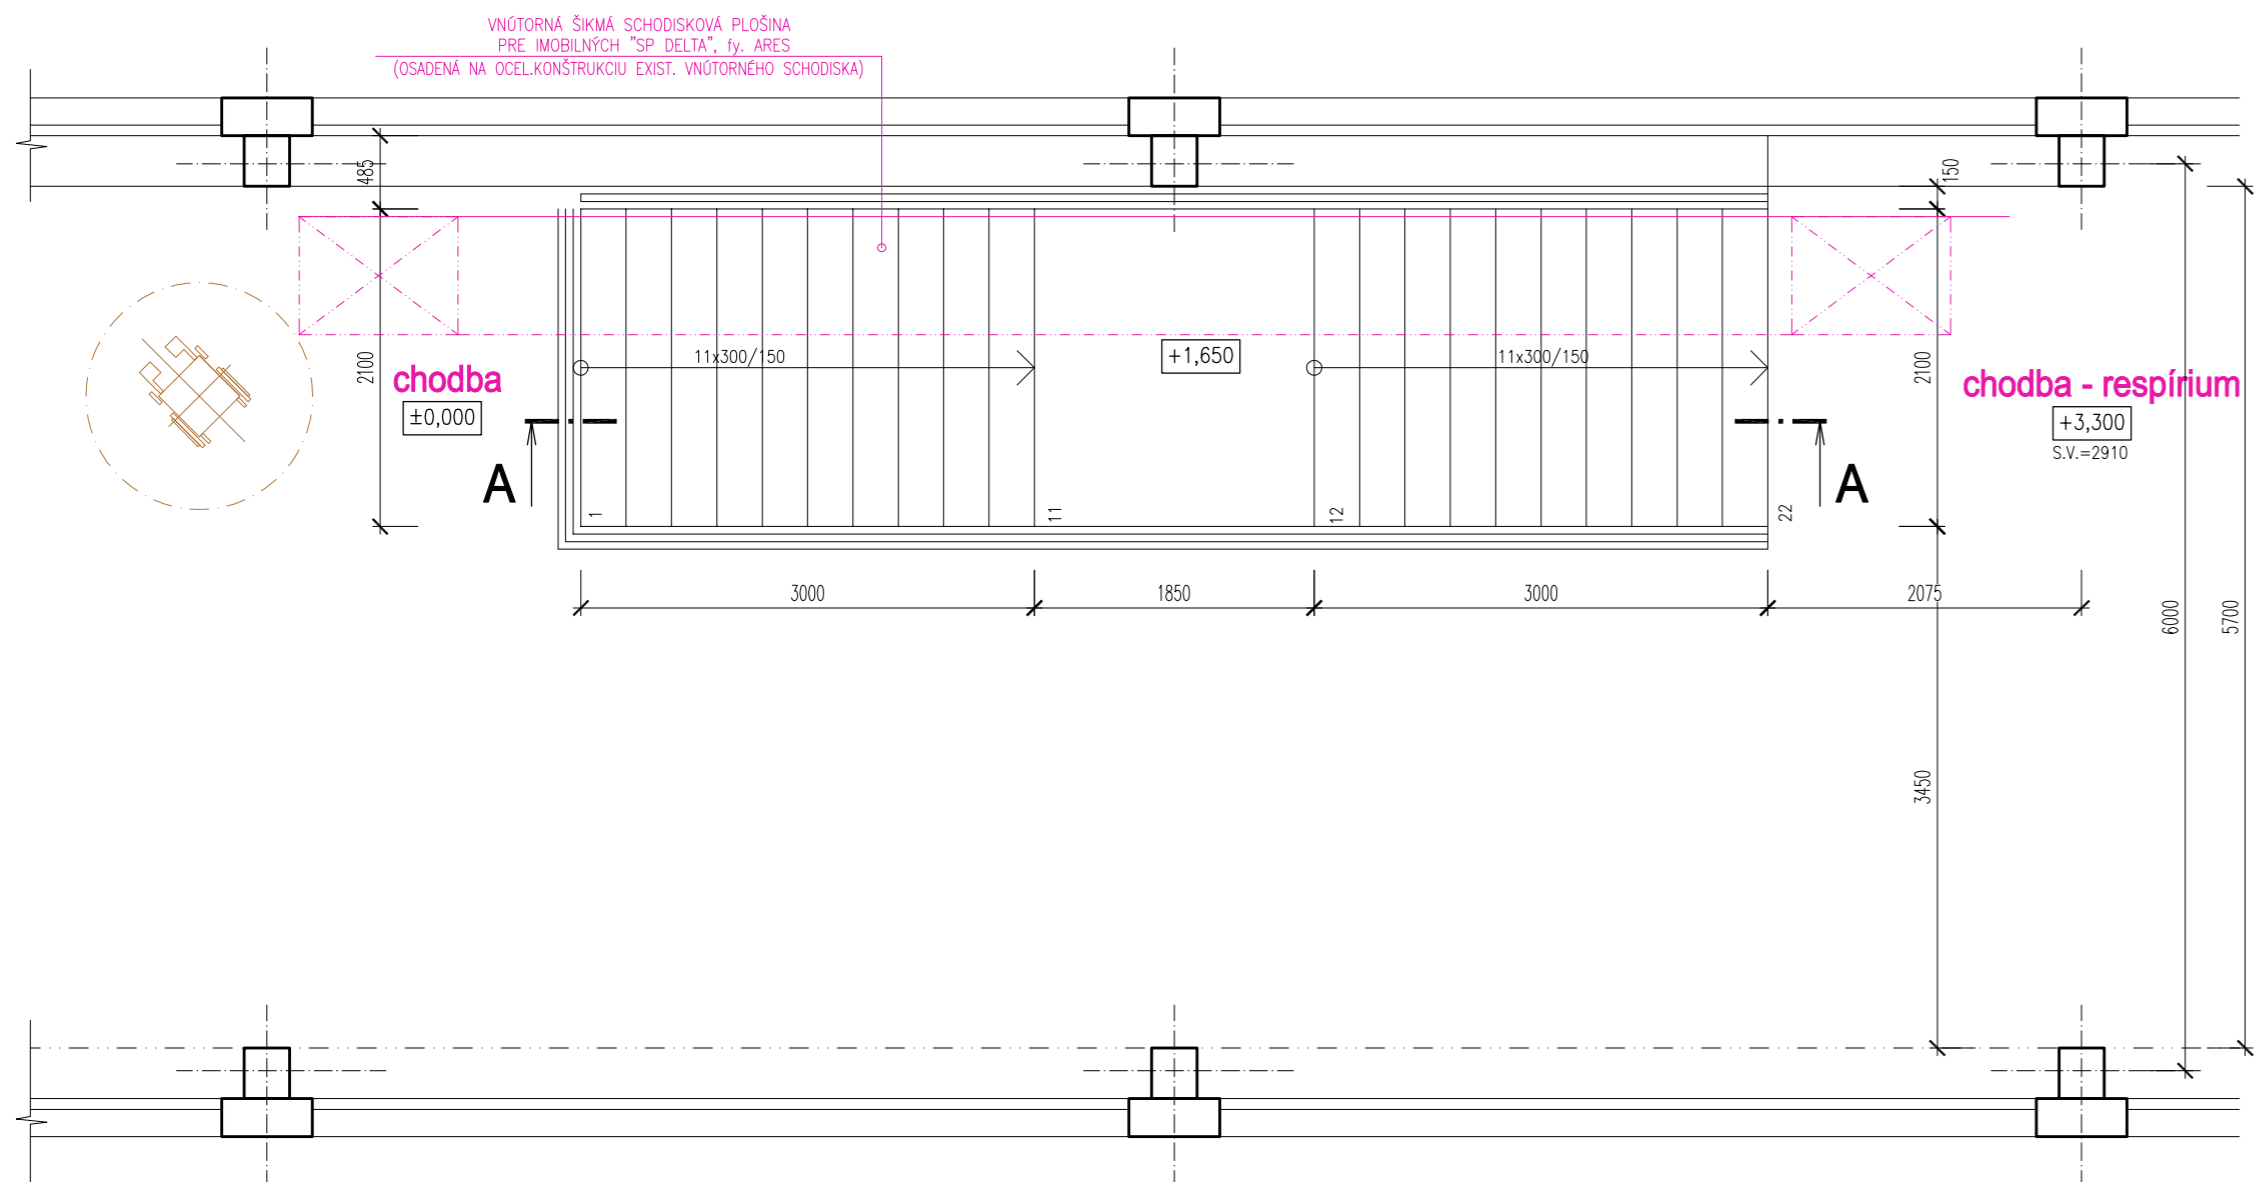 VNÚTORNÁ ŠIKMÁ SCHODISKOVÁ PLOŠINA
PRE IMOBILNÝCH "SP DELTA", fy. ARES
(OSADENÁ NA OCEL.KONŠTRUKCIU EXIST. VNÚTORNÉHO SCHODISKA)
485
150
2100
chodba
±0,000
11x300/150
+1,650
11x300/150
2100
chodba - respírium
+3,300
S.V.=2910
A
A
1
11
12
22
3000
1850
3000
2075
6000
5700
3450